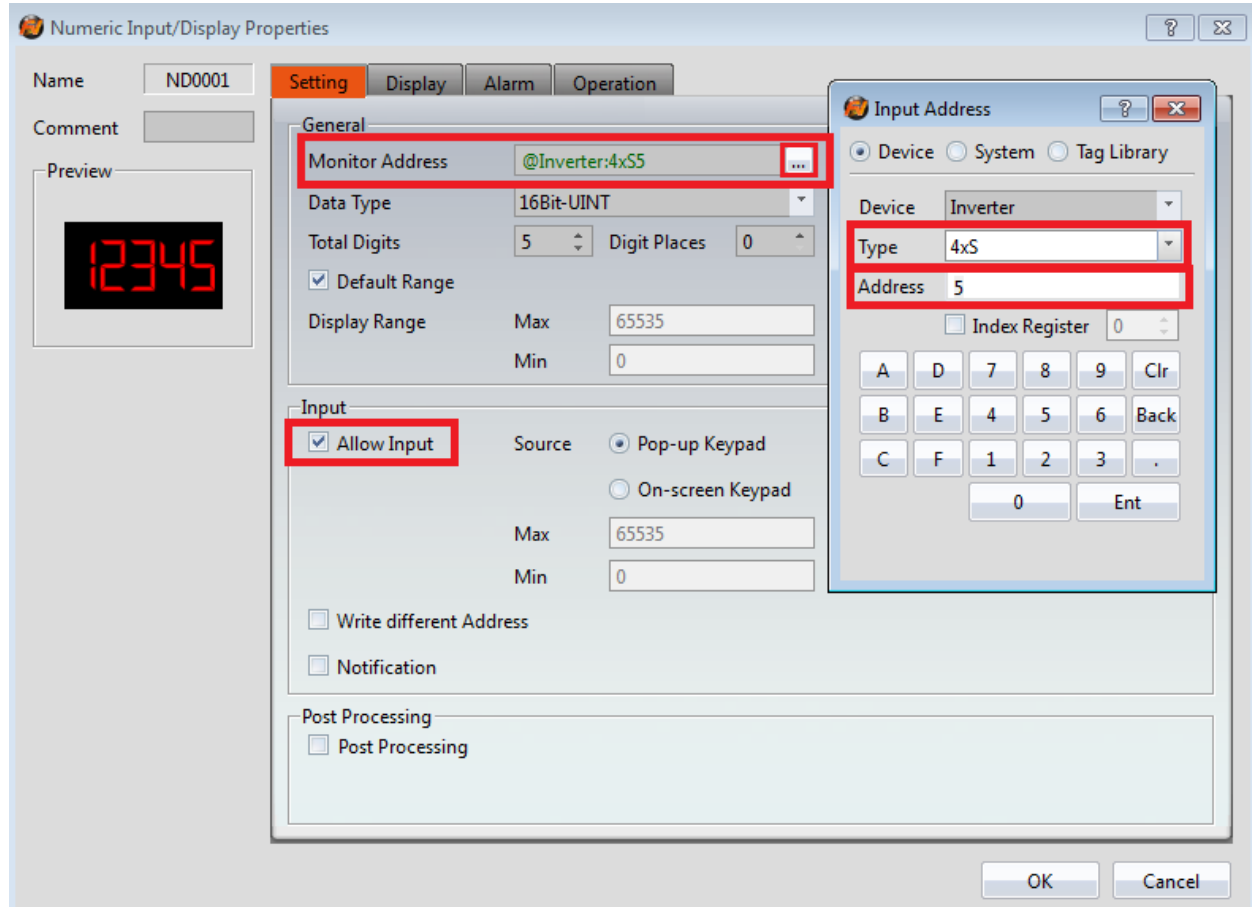 Numeric Input/Display Properties
Name ND0001
Comment
Preview
12345
Setting Display Alarm Operation
General
Monitor Address @Inverter:4xS5 ...
Data Type 16Bit-UINT
Total Digits 5 Digit Places 0
Default Range
Display Range Max 65535
Min 0
Input
Allow Input Source Pop-up Keypad
On-screen Keypad
Max 65535
Min 0
Write different Address
Notification
Post Processing
Post Processing
OK Cancel
Input Address
Device System Tag Library
Device Inverter
Type 4xS
Address 5
Index Register 0
A D 7 8 9 Clr
B E 4 5 6 Back
C F 1 2 3 .
0 Ent